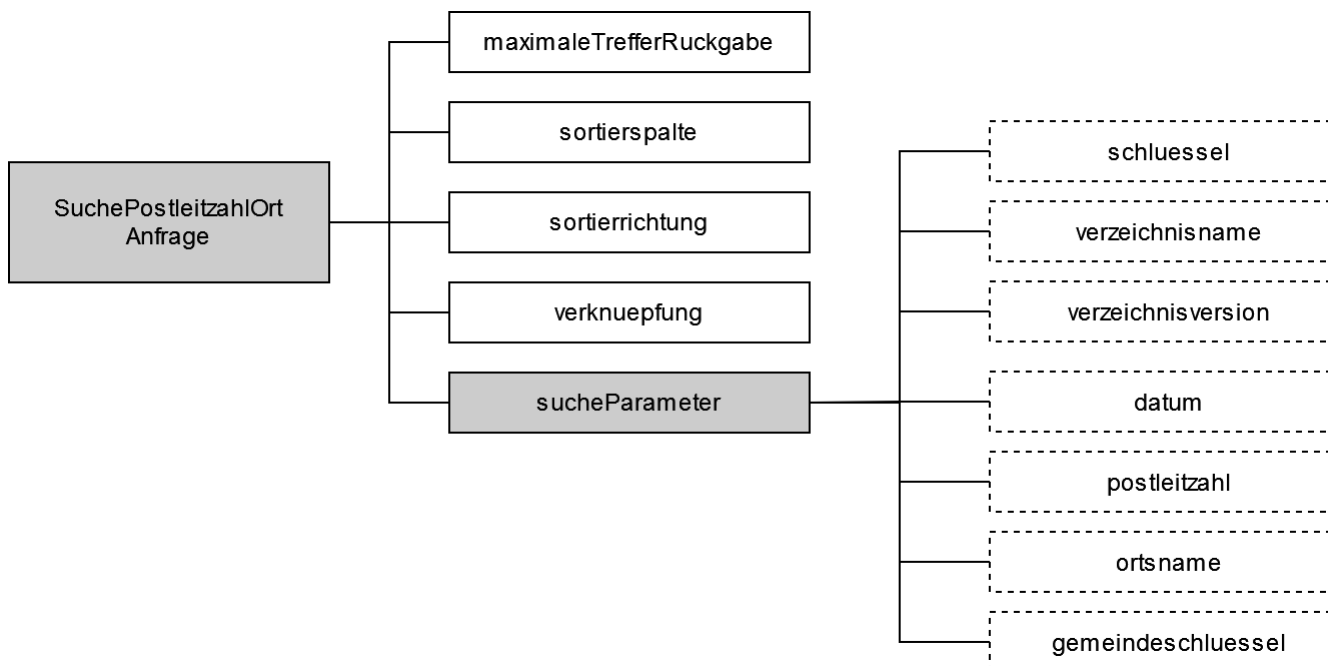 SuchePostleitzahlOrt
Anfrage
maximaleTrefferRuckgabe
sortierspalte
sortierrichtung
verknuepfung
sucheParameter
schluessel
verzeichnisname
verzeichnisversion
datum
postleitzahl
ortsname
gemeindeschluessel